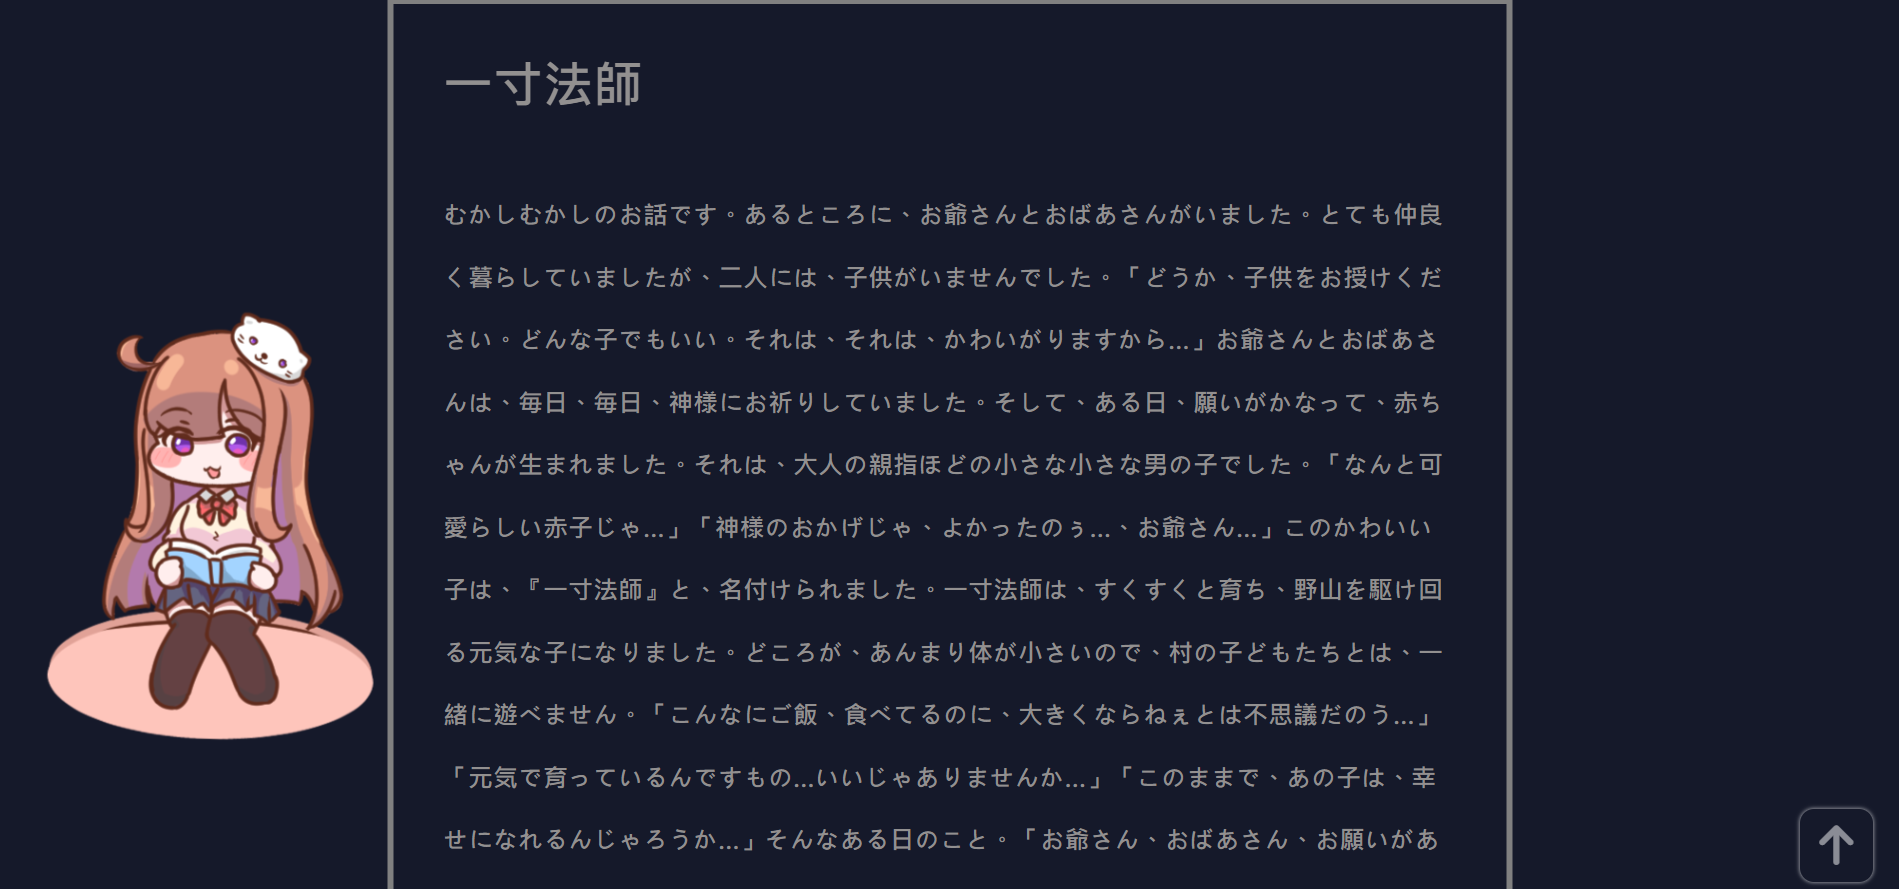 一寸法師
むかしむかしのお話です。あるところに、お爺さんとおばあさんがいました。とても仲良
く暮らしていましたが、二人には、子供がいませんでした。「どうか、子供をお授けくだ
さい。どんな子でもいい。それは、それは、かわいがりますから...」お爺さんとおばあさ
んは、毎日、毎日、神様にお祈りしていました。そして、ある日、願いがかなって、赤ち
ゃんが生まれました。それは、大人の親指ほどの小さな小さな男の子でした。「なんと可
愛らしい赤子じゃ...」「神様のおかげじゃ、よかったのぅ...、お爺さん...」このかわいい
子は、『一寸法師』と、名付けられました。一寸法師は、すくすくと育ち、野山を駆け回
る元気な子になりました。どころが、あんまり体が小さいので、村の子どもたちとは、一
緒に遊べません。「こんなにご飯、食べてるのに、大きくならねぇとは不思議だのう...」
「元気で育っているんですもの...いいじゃありませんか...」「このままで、あの子は、幸
せになれるんじゃろうか...」そんなある日のこと。「お爺さん、おばあさん、お願いがあ